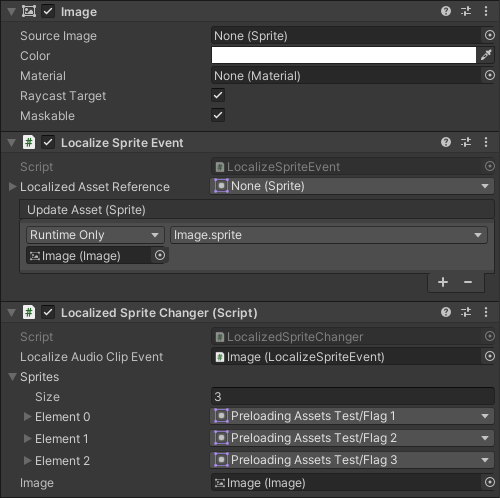 Image
Source Image None (Sprite)
Color
Material None (Material)
Raycast Target
Maskable
# Localize Sprite Event
Script # LocalizeSpriteEvent
Localized Asset Reference None (Sprite)
Update Asset (Sprite)
Runtime Only Image.sprite
Image (Image)
+ −
# Localized Sprite Changer (Script)
Script # LocalizedSpriteChanger
Localize Audio Clip Event # Image (LocalizeSpriteEvent)
Sprites
Size 3
Element 0 Preloading Assets Test/Flag 1
Element 1 Preloading Assets Test/Flag 2
Element 2 Preloading Assets Test/Flag 3
Image Image (Image)